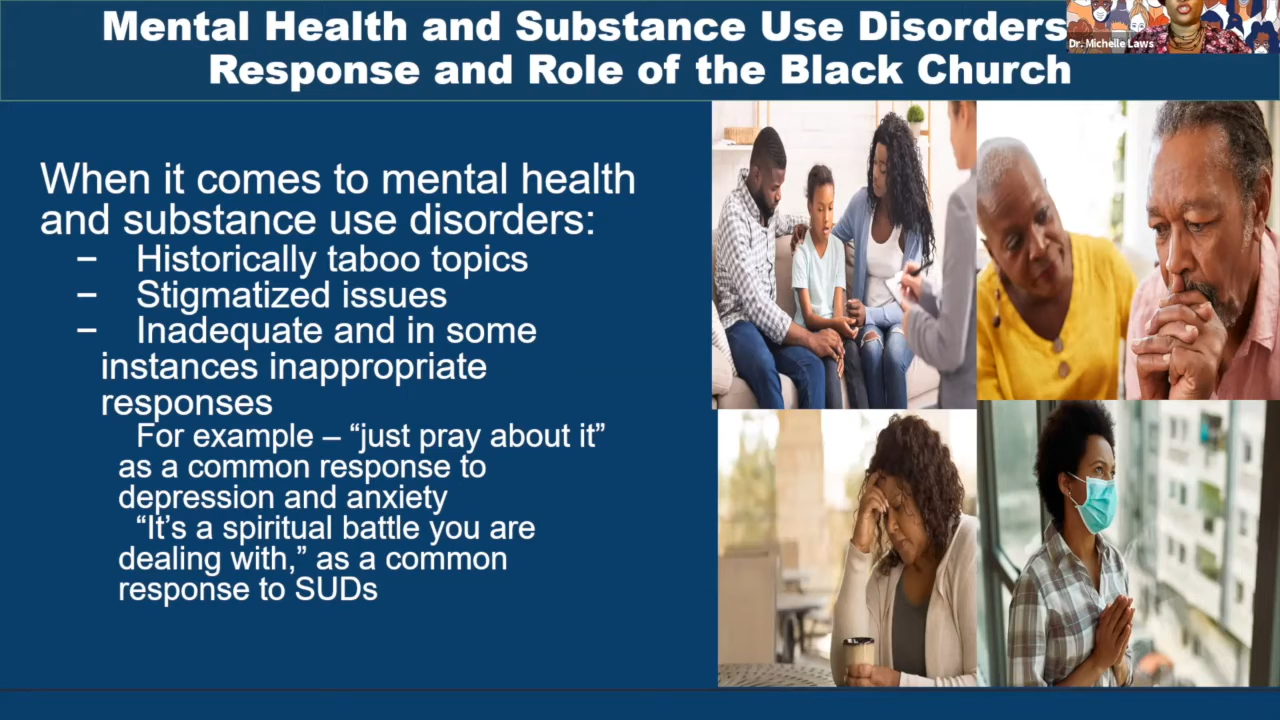 Mental Health and Substance Use Disorders
Response and Role of the Black Church
Dr. Michelle Laws
When it comes to mental health
and substance use disorders:
– Historically taboo topics
– Stigmatized issues
– Inadequate and in some
instances inappropriate
responses
For example – “just pray about it”
as a common response to
depression and anxiety
“It’s a spiritual battle you are
dealing with,” as a common
response to SUDs